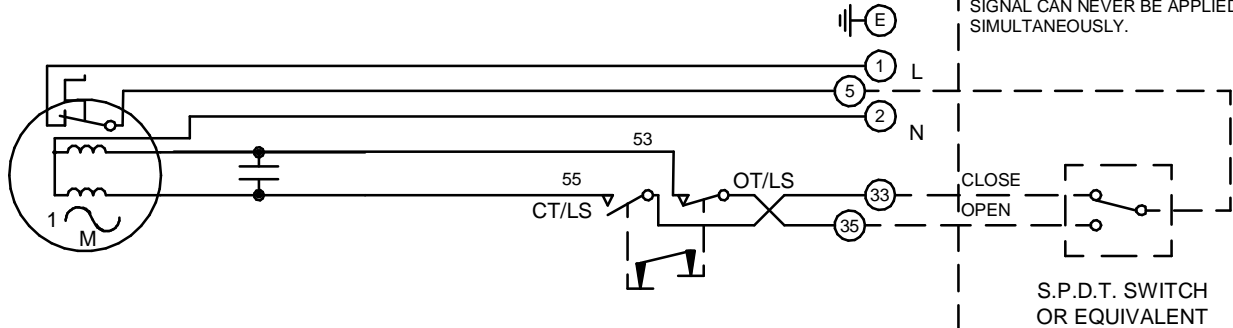 SIGNAL CAN NEVER BE APPLIED
SIMULTANEOUSLY.
E
1 L
5
2 N
53
55
CT/LS
OT/LS
33
35
CLOSE
OPEN
1
M
S.P.D.T. SWITCH
OR EQUIVALENT